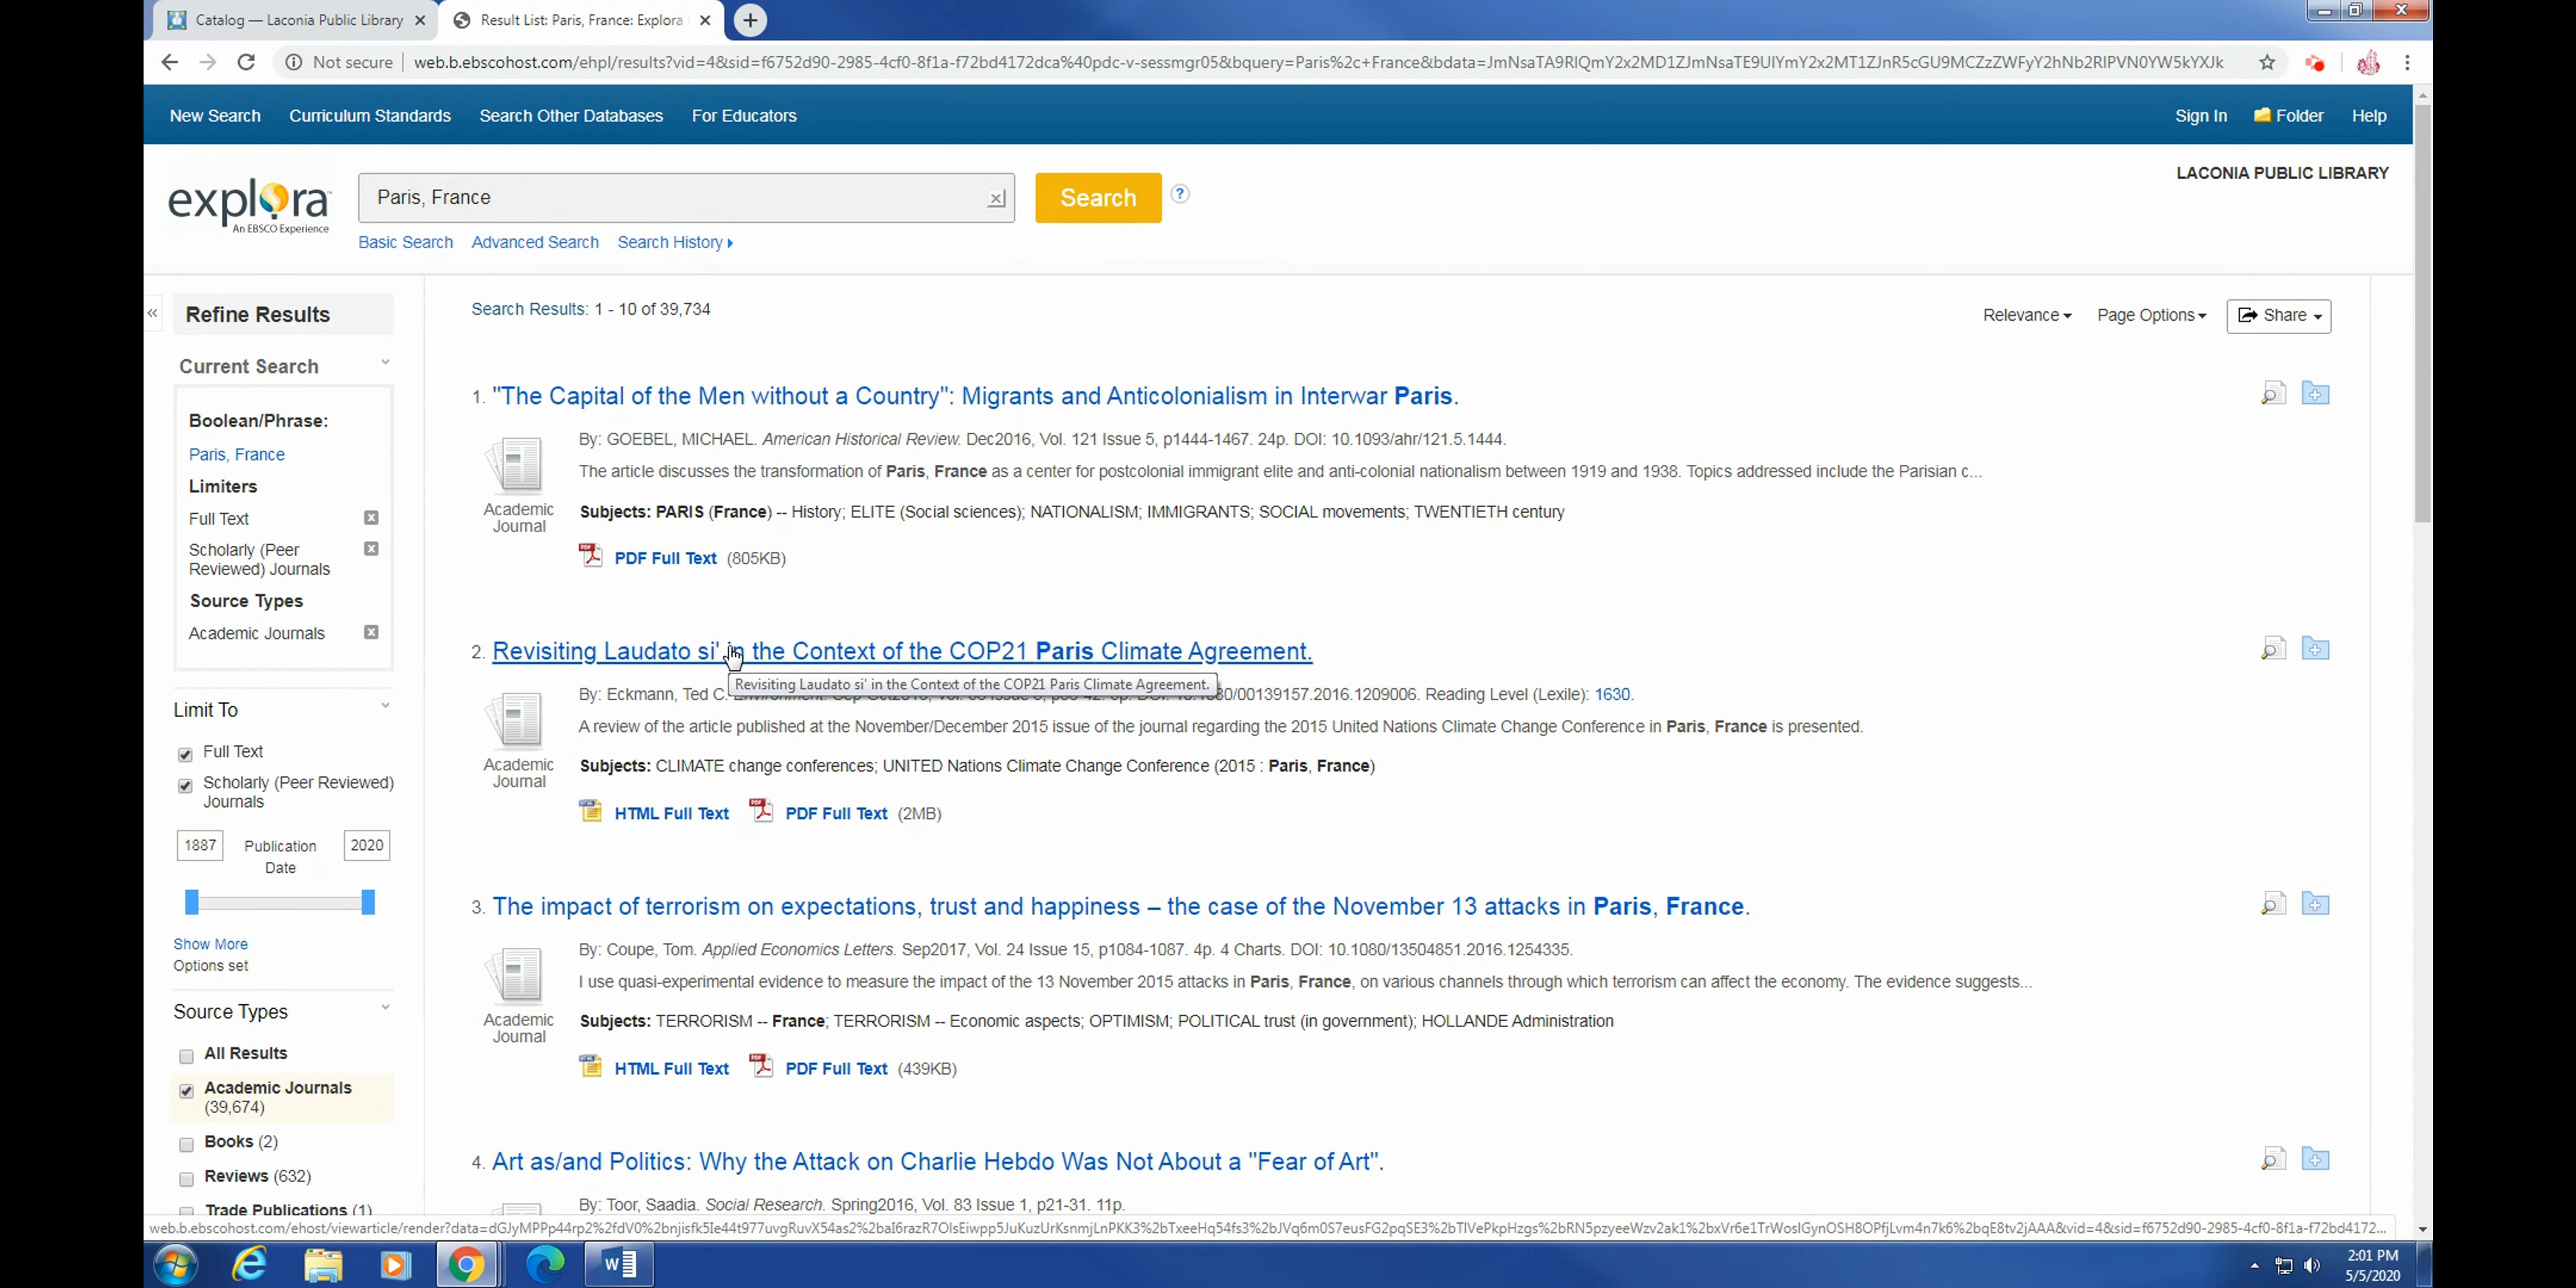 Catalog — Laconia Public Library
Result List: Paris, France: Explora
Not secure
web.b.ebscohost.com/ehpl/results?vid=4&sid=f6752d90-2985-4cf0-8f1a-f72bd4172dca%40pdc-v-sessmgr05&bquery=Paris%2c+France&bdata=
New Search Curriculum Standards Search Other Databases For Educators
Sign In Folder Help
explora
An EBSCO Experience
Paris, France
Search
?
LACONIA PUBLIC LIBRARY
Basic Search Advanced Search Search History
Refine Results
Current Search
Boolean/Phrase:
Paris, France
Limiters
Full Text
Scholarly (Peer
Reviewed) Journals
Source Types
Academic Journals
Limit To
Full Text
Scholarly (Peer Reviewed)
Journals
1887 Publication 2020
Date
Show More
Options set
Source Types
All Results
Academic Journals
(39,674)
Books (2)
Reviews (632)
Trade Publications (1)
Search Results: 1 - 10 of 39,734
Relevance Page Options Share
1. "The Capital of the Men without a Country": Migrants and Anticolonialism in Interwar Paris.
By: GOEBEL, MICHAEL. American Historical Review. Dec2016, Vol. 121 Issue 5, p1444-1467. 24p. DOI: 10.1093/ahr/121.5.1444.
The article discusses the transformation of Paris, France as a center for postcolonial immigrant elite and anti-colonial nationalism between 1919 and 1938. Topics addressed include the Parisian c...
Academic
Journal
Subjects: PARIS (France) -- History; ELITE (Social sciences); NATIONALISM; IMMIGRANTS; SOCIAL movements; TWENTIETH century
PDF Full Text (805KB)
2. Revisiting Laudato si' in the Context of the COP21 Paris Climate Agreement.
Revisiting Laudato si' in the Context of the COP21 Paris Climate Agreement.
By: Eckmann, Ted C. 80/00139157.2016.1209006. Reading Level (Lexile): 1630.
A review of the article published at the November/December 2015 issue of the journal regarding the 2015 United Nations Climate Change Conference in Paris, France is presented.
Academic
Journal
Subjects: CLIMATE change conferences; UNITED Nations Climate Change Conference (2015 : Paris, France)
HTML Full Text PDF Full Text (2MB)
3. The impact of terrorism on expectations, trust and happiness – the case of the November 13 attacks in Paris, France.
By: Coupe, Tom. Applied Economics Letters. Sep2017, Vol. 24 Issue 15, p1084-1087. 4p. 4 Charts. DOI: 10.1080/13504851.2016.1254335.
I use quasi-experimental evidence to measure the impact of the 13 November 2015 attacks in Paris, France, on various channels through which terrorism can affect the economy. The evidence suggests...
Academic
Journal
Subjects: TERRORISM -- France; TERRORISM -- Economic aspects; OPTIMISM; POLITICAL trust (in government); HOLLANDE Administration
HTML Full Text PDF Full Text (439KB)
4. Art as/and Politics: Why the Attack on Charlie Hebdo Was Not About a "Fear of Art".
By: Toor, Saadia. Social Research. Spring2016, Vol. 83 Issue 1, p21-31. 11p.
2:01 PM
5/5/2020